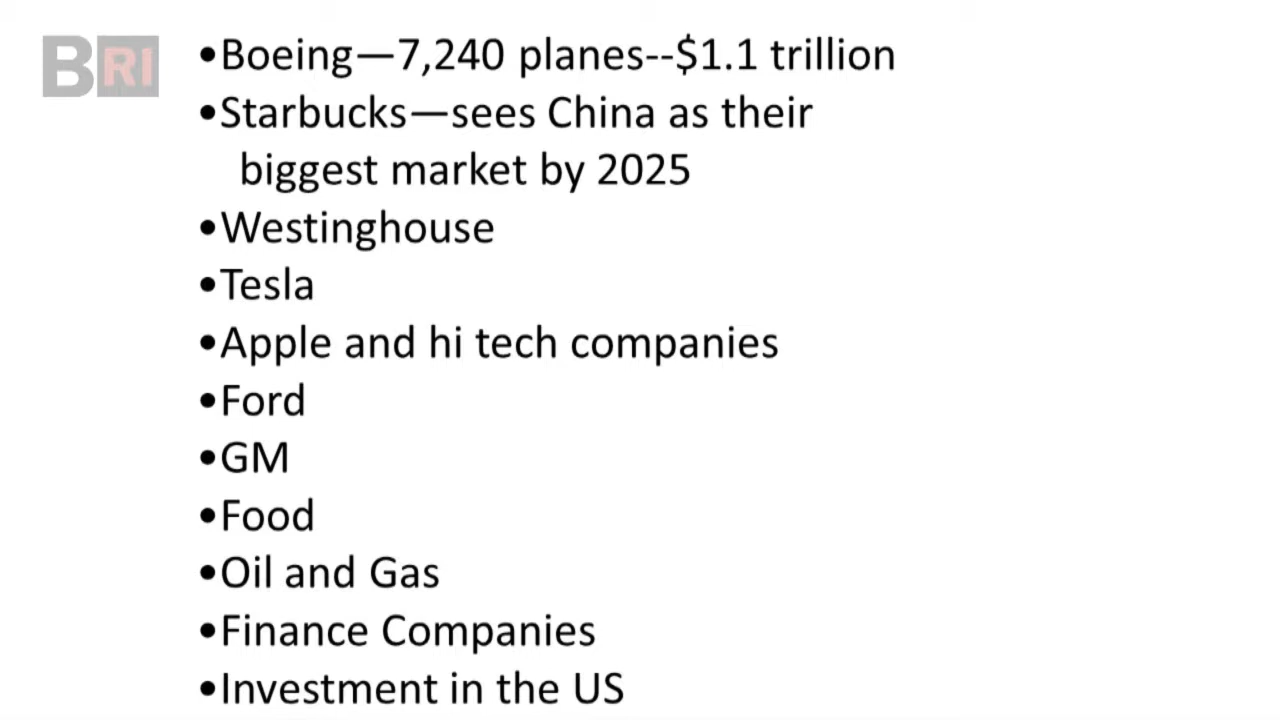 BRI
•Boeing—7,240 planes--$1.1 trillion
•Starbucks—sees China as their
biggest market by 2025
•Westinghouse
•Tesla
•Apple and hi tech companies
•Ford
•GM
•Food
•Oil and Gas
•Finance Companies
•Investment in the US